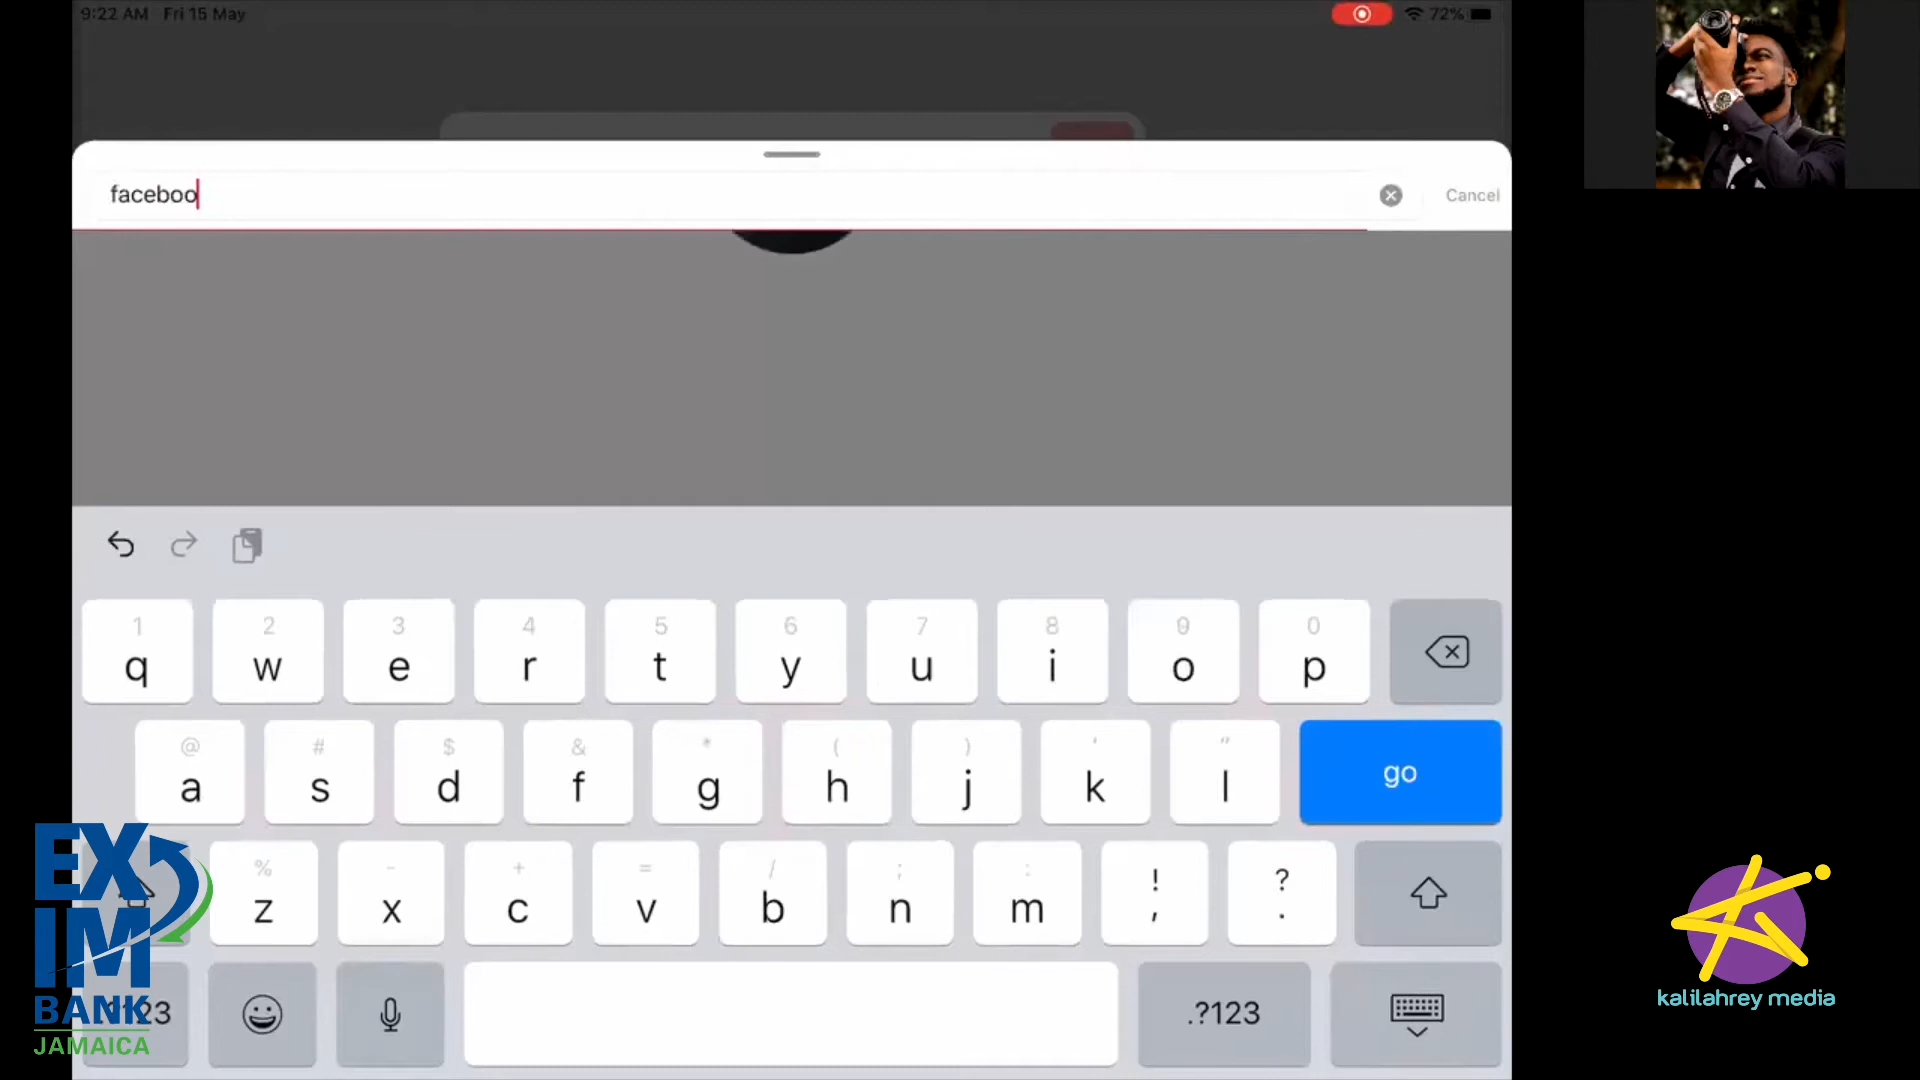 9:22 AM Fri 15 May
72%
faceboo
Cancel
1 2 3 4 5 6 7 8 9 0
q w e r t y u i o p
@ # $ & * ( ) ' "
a s d f g h j k l
go
% - + = / ; : ! ?
z x c v b n m , .
.?123
.?123
EX
IM
BANK
JAMAICA
kalilahrey media